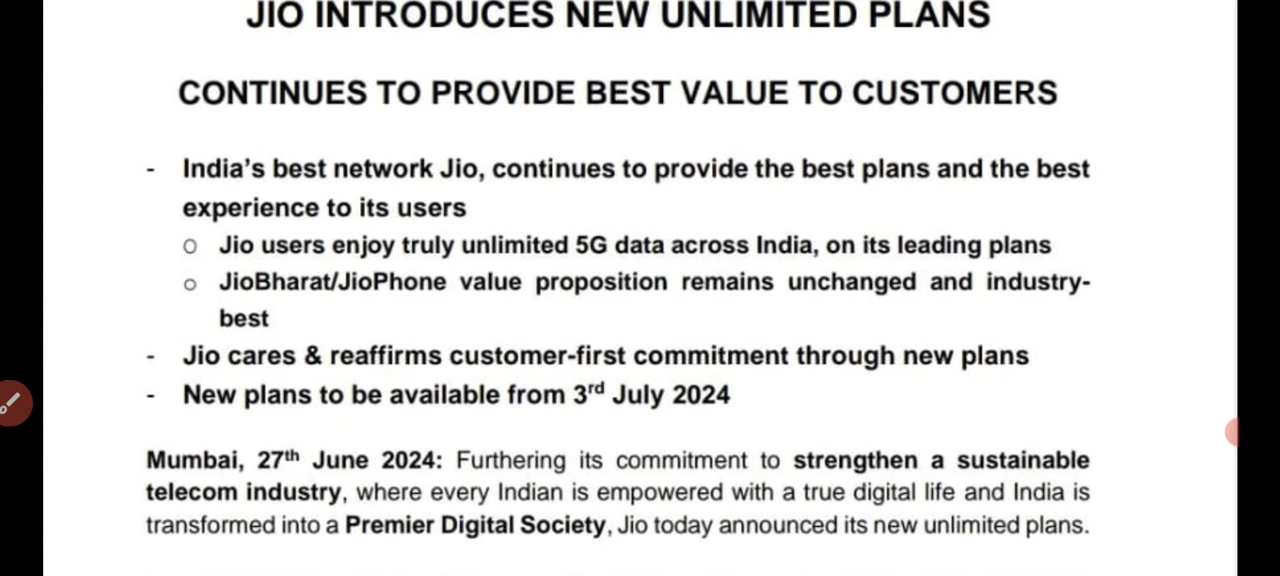 JIO INTRODUCES NEW UNLIMITED PLANS
CONTINUES TO PROVIDE BEST VALUE TO CUSTOMERS
- India’s best network Jio, continues to provide the best plans and the best
experience to its users
o Jio users enjoy truly unlimited 5G data across India, on its leading plans
o JioBharat/JioPhone value proposition remains unchanged and industry-
best
- Jio cares & reaffirms customer-first commitment through new plans
- New plans to be available from 3rd July 2024
Mumbai, 27th June 2024: Furthering its commitment to strengthen a sustainable
telecom industry, where every Indian is empowered with a true digital life and India is
transformed into a Premier Digital Society, Jio today announced its new unlimited plans.